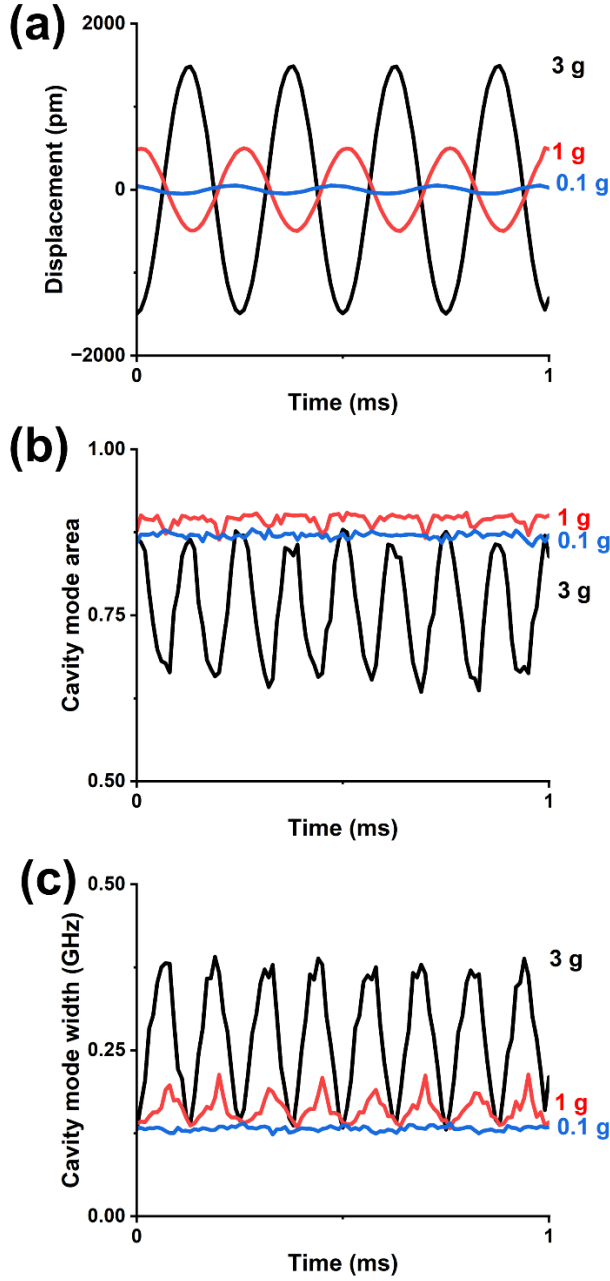 (a)
2000
3 g
1 g
0.1 g
0
−2000
Displacement (pm)
0
1
Time (ms)
(b)
1.00
1 g
0.1 g
3 g
0.75
0.50
Cavity mode area
0
1
Time (ms)
(c)
0.50
3 g
0.25
1 g
0.1 g
0.00
Cavity mode width (GHz)
0
1
Time (ms)